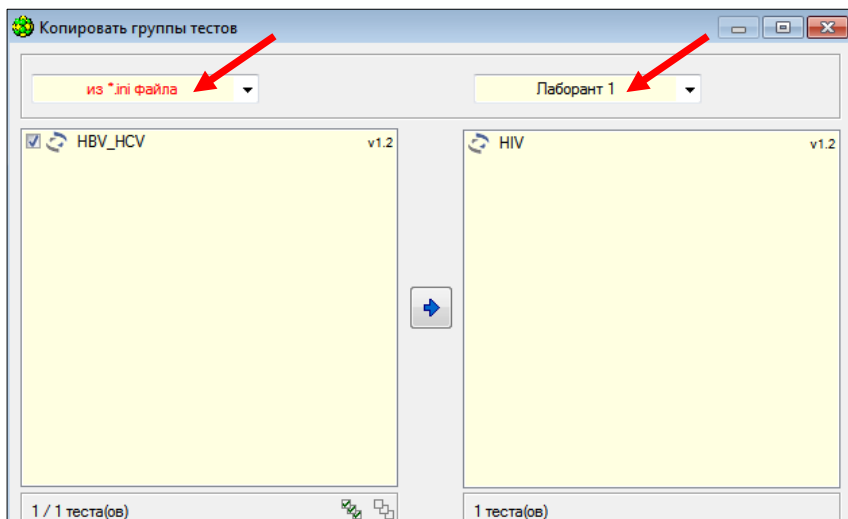 Копировать группы тестов
из *.ini файла
Лаборант 1
HBV_HCV v1.2
HIV v1.2
1 / 1 теста(ов)
1 теста(ов)